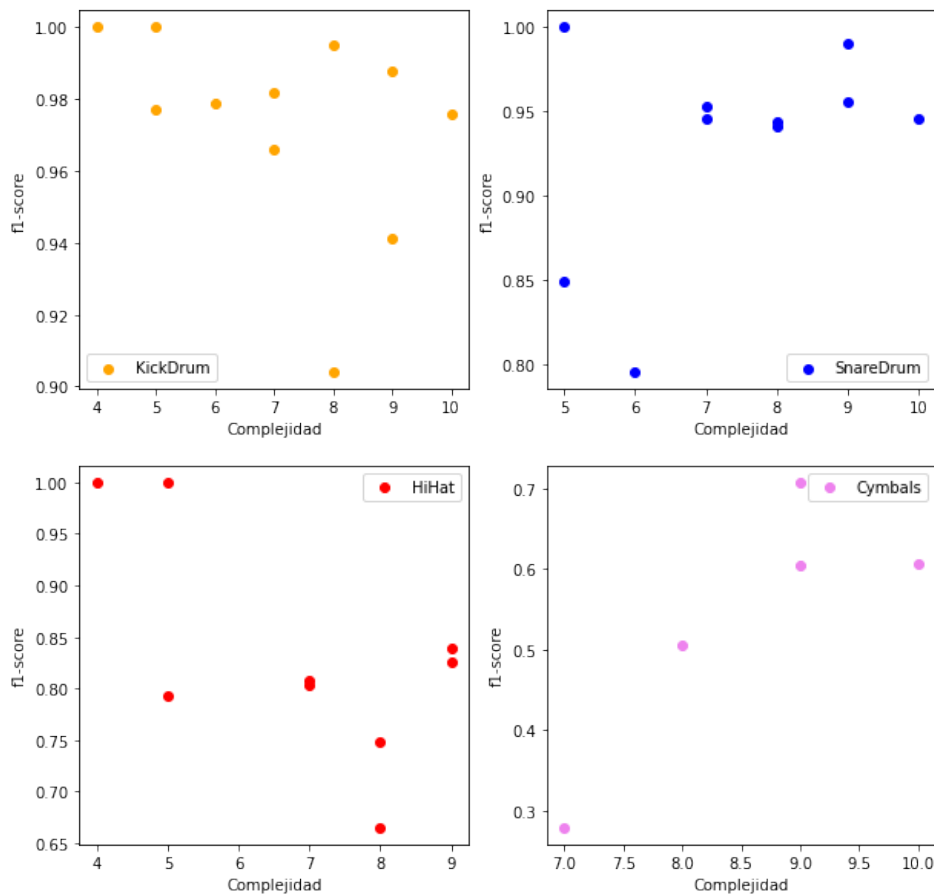 1.00
0.98
0.96
0.94
0.92
0.90
f1-score
KickDrum
4 5 6 7 8 9 10
Complejidad
1.00
0.95
0.90
0.85
0.80
f1-score
SnareDrum
5 6 7 8 9 10
Complejidad
1.00
0.95
0.90
0.85
0.80
0.75
0.70
0.65
f1-score
HiHat
4 5 6 7 8 9
Complejidad
0.7
0.6
0.5
0.4
0.3
f1-score
Cymbals
7.0 7.5 8.0 8.5 9.0 9.5 10.0
Complejidad